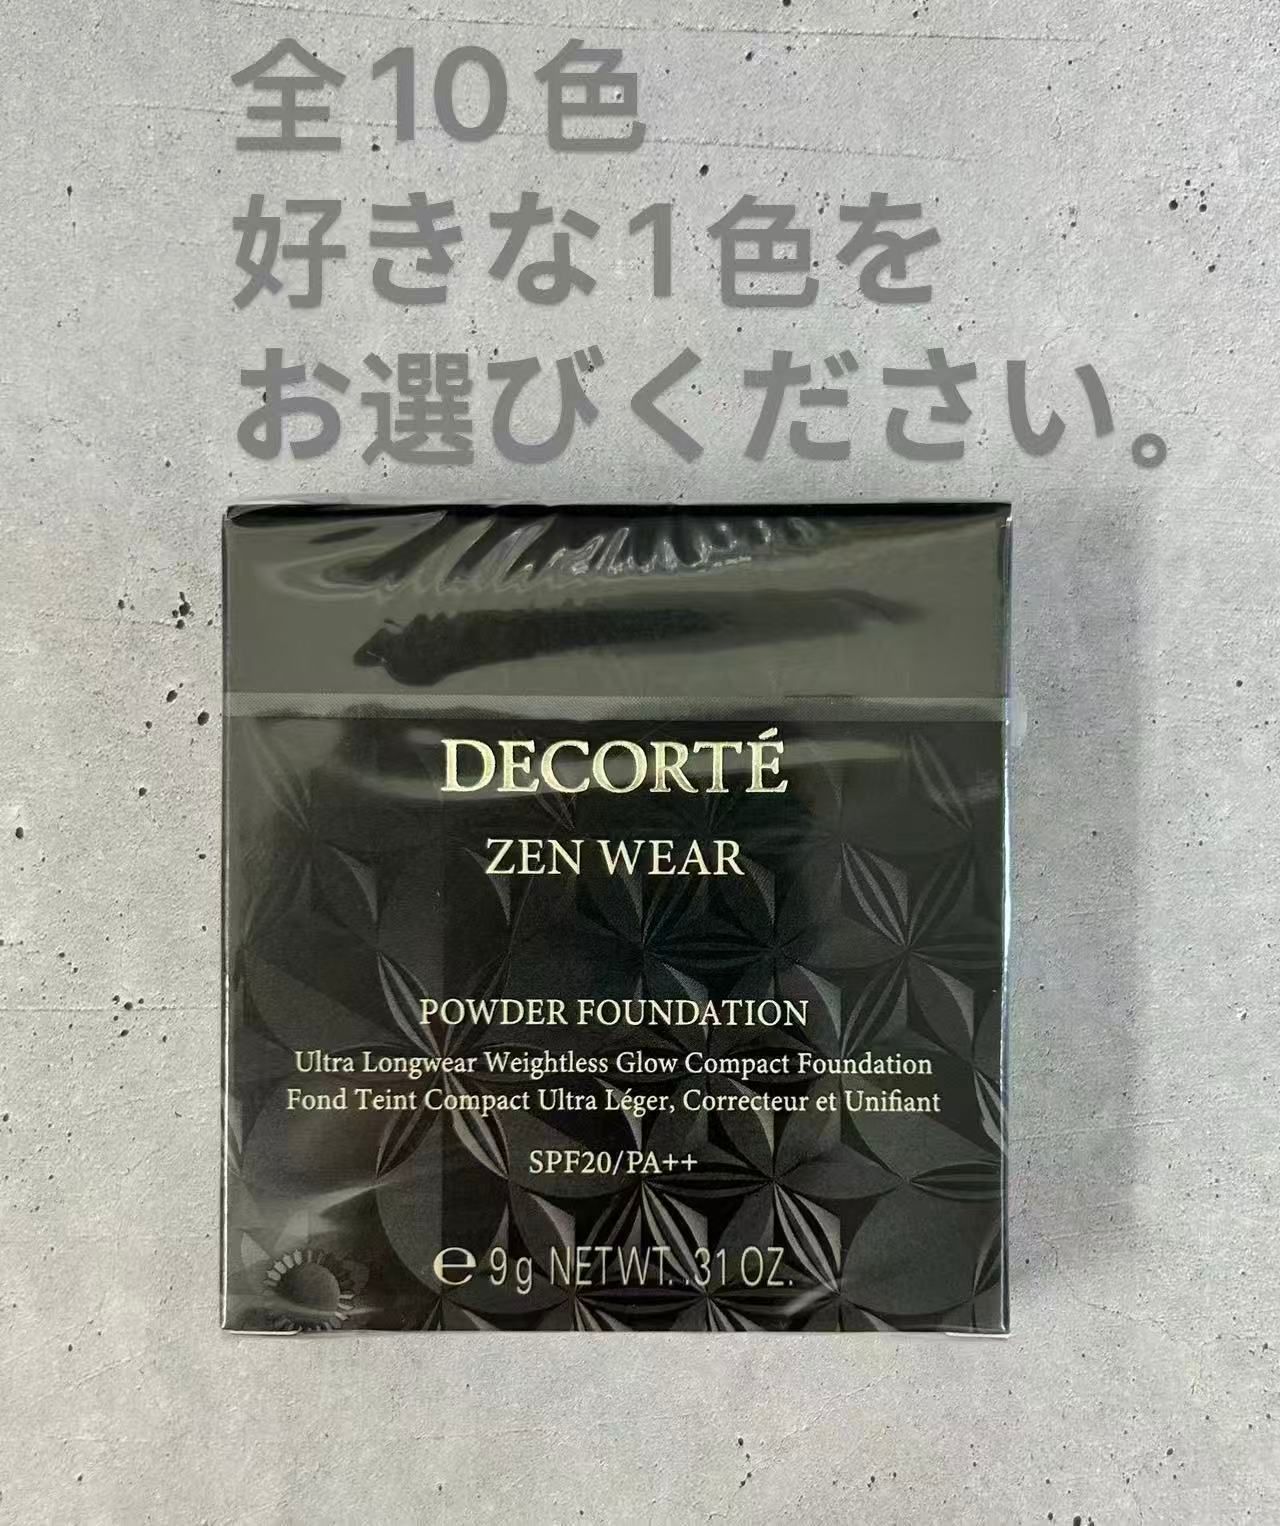 全10色
好きな1色を
お選びください。
DECORTÉ
ZEN WEAR
POWDER FOUNDATION
Ultra Longwear Weightless Glow Compact Foundation
Fond Teint Compact Ultra Léger, Correcteur et Unifiant
SPF20/PA++
℮ 9g NET WT. .31 OZ.